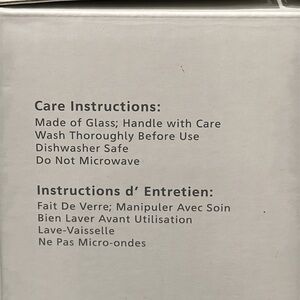 Care Instructions:
Made of Glass; Handle with Care
Wash Thoroughly Before Use
Dishwasher Safe
Do Not Microwave
Instructions d' Entretien:
Fait De Verre; Manipuler Avec Soin
Bien Laver Avant Utilisation
Lave-Vaisselle
Ne Pas Micro-ondes